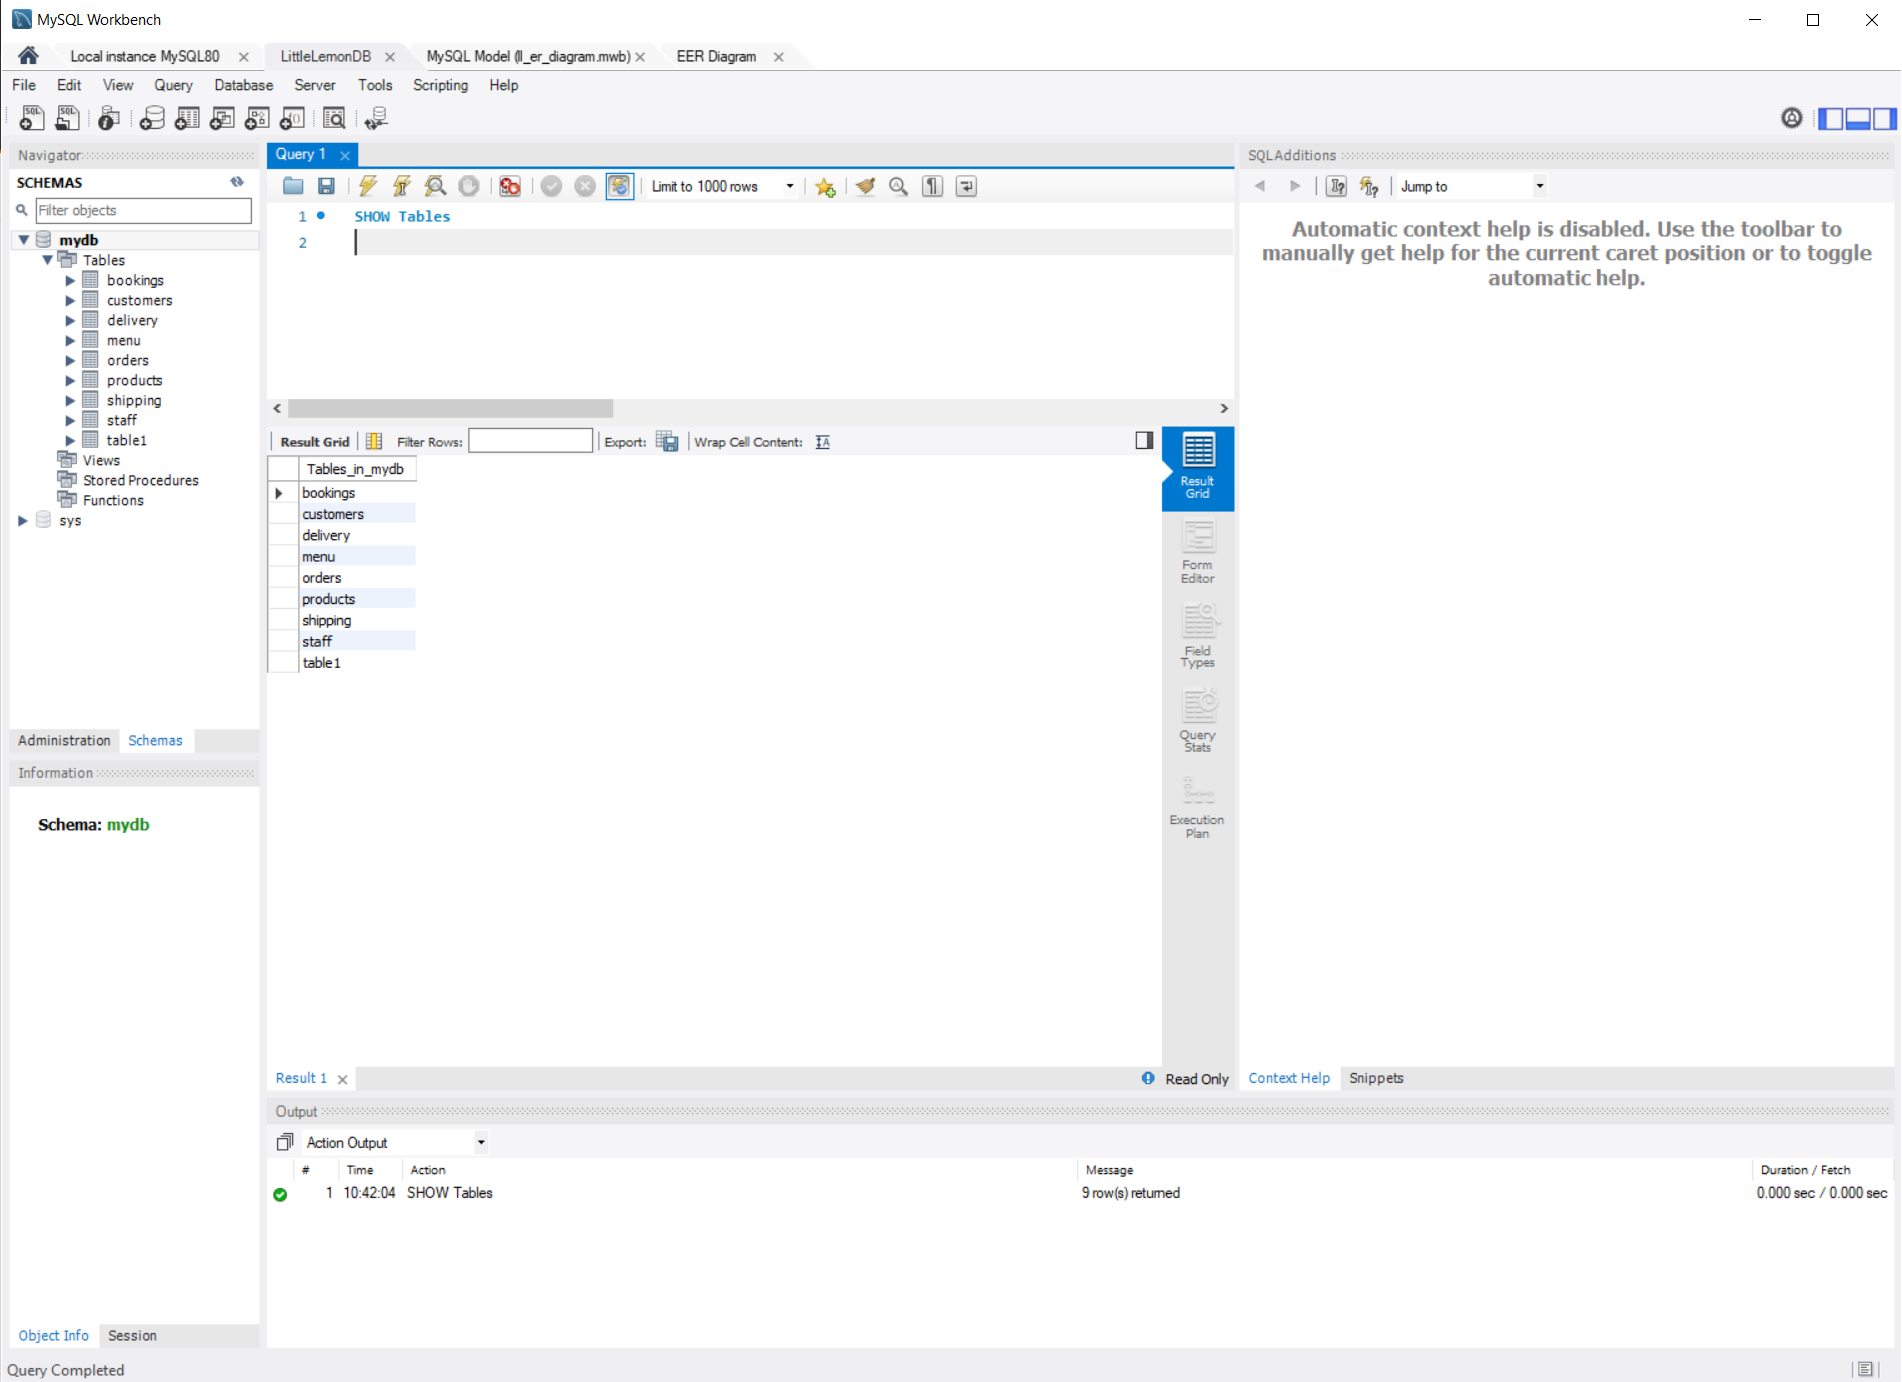 MySQL Workbench
Local instance MySQL80
LittleLemonDB
MySQL Model (ll_er_diagram.mwb)
EER Diagram
File Edit View Query Database Server Tools Scripting Help
Navigator
SCHEMAS
Filter objects
mydb
Tables
bookings
customers
delivery
menu
orders
products
shipping
staff
table1
Views
Stored Procedures
Functions
sys
Administration Schemas
Information
Schema: mydb
Object Info Session
Query 1
Limit to 1000 rows
1 SHOW Tables
2
Result Grid Filter Rows: Export: Wrap Cell Content:
Tables_in_mydb
bookings
customers
delivery
menu
orders
products
shipping
staff
table1
Result
Grid
Form
Editor
Field
Types
Query
Stats
Execution
Plan
Result 1
Read Only
SQLAdditions
Jump to
Automatic context help is disabled. Use the toolbar to
manually get help for the current caret position or to toggle
automatic help.
Context Help Snippets
Output
Action Output
# Time Action Message Duration / Fetch
1 10:42:04 SHOW Tables 9 row(s) returned 0.000 sec / 0.000 sec
Query Completed